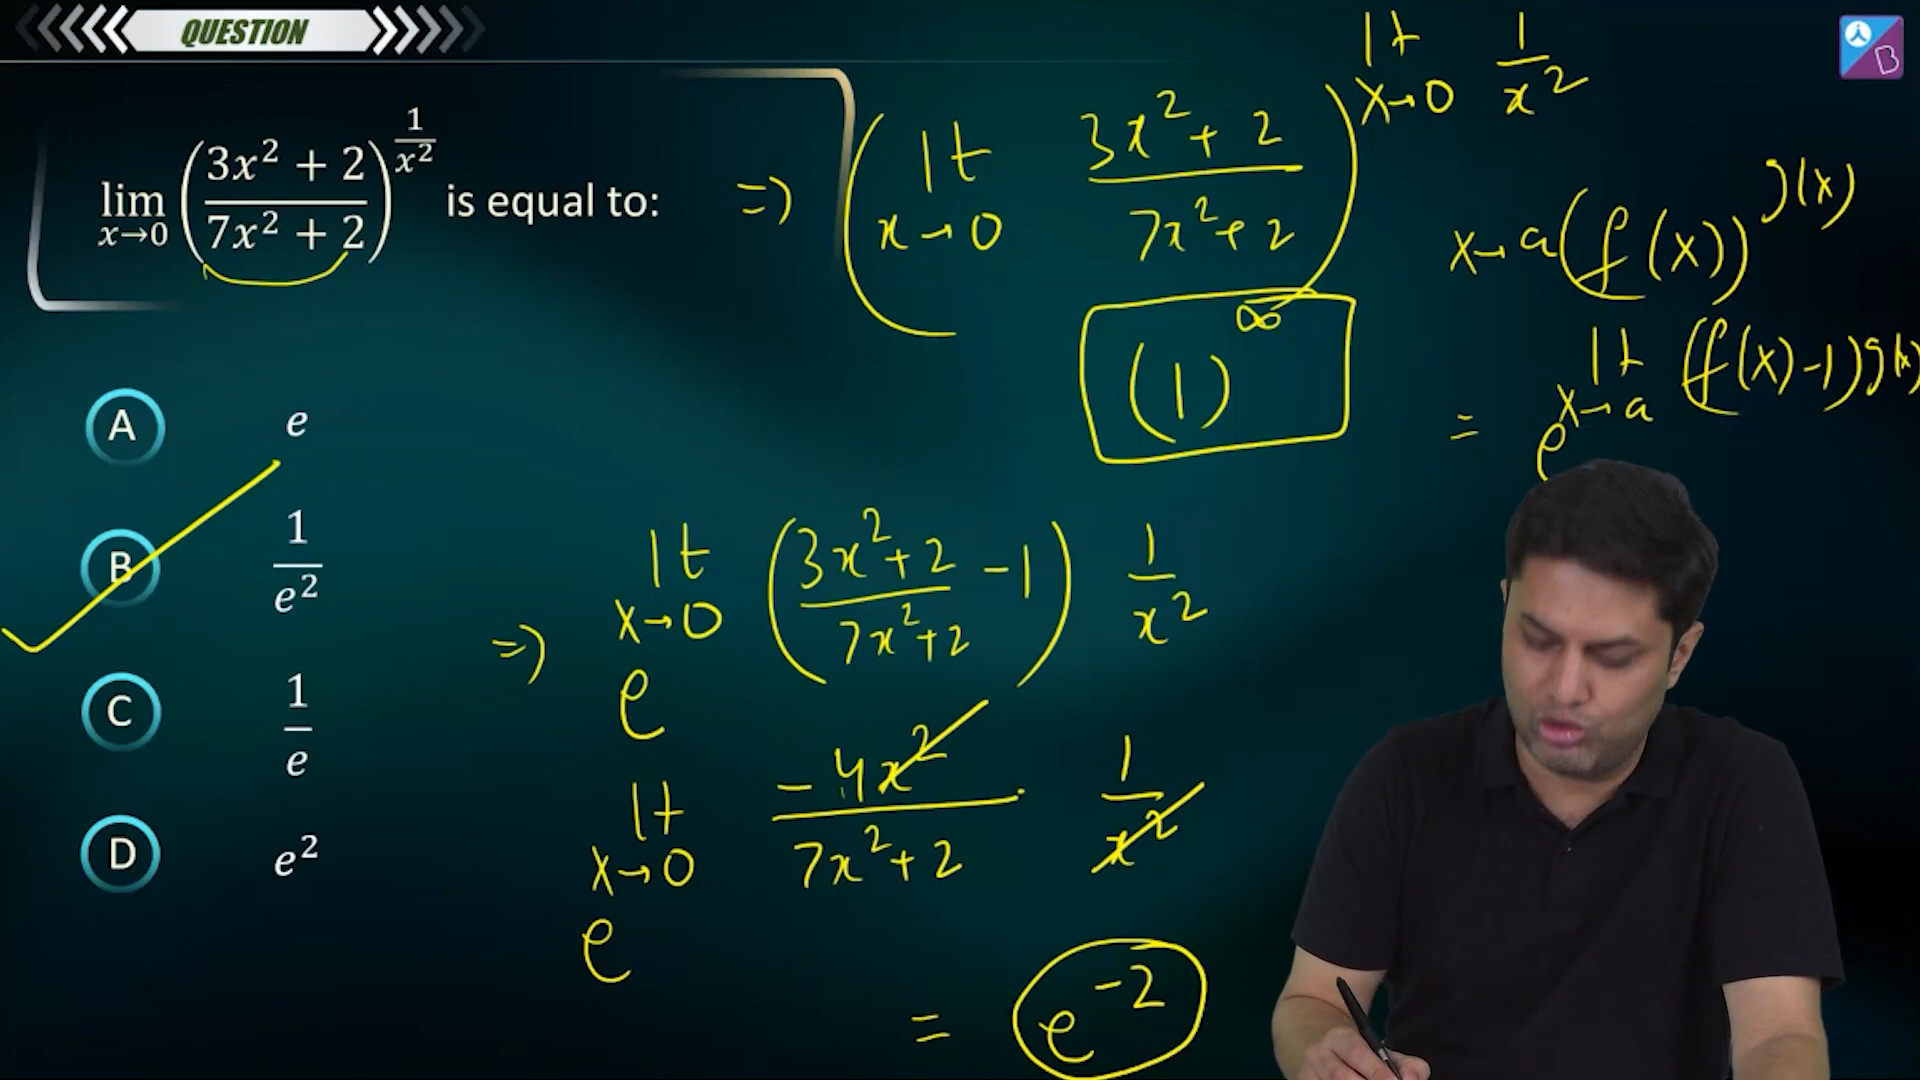 QUESTION
lim x→0 ((3x² + 2)/(7x² + 2))^(1/x²) is equal to:
A e
B 1/e²
C 1/e
D e²
=) ( lt x→0 (3x² + 2)/(7x² + 2) )^(lt x→0 1/x²)
(1)^∞
x→a (f(x))^g(x)
= e^(lt x→a (f(x)-1)g(x))
=) e^(lt x→0 ((3x²+2)/(7x²+2) - 1) 1/x²)
e^(lt x→0 (-4x²)/(7x²+2) · 1/x²)
= e^-2
B